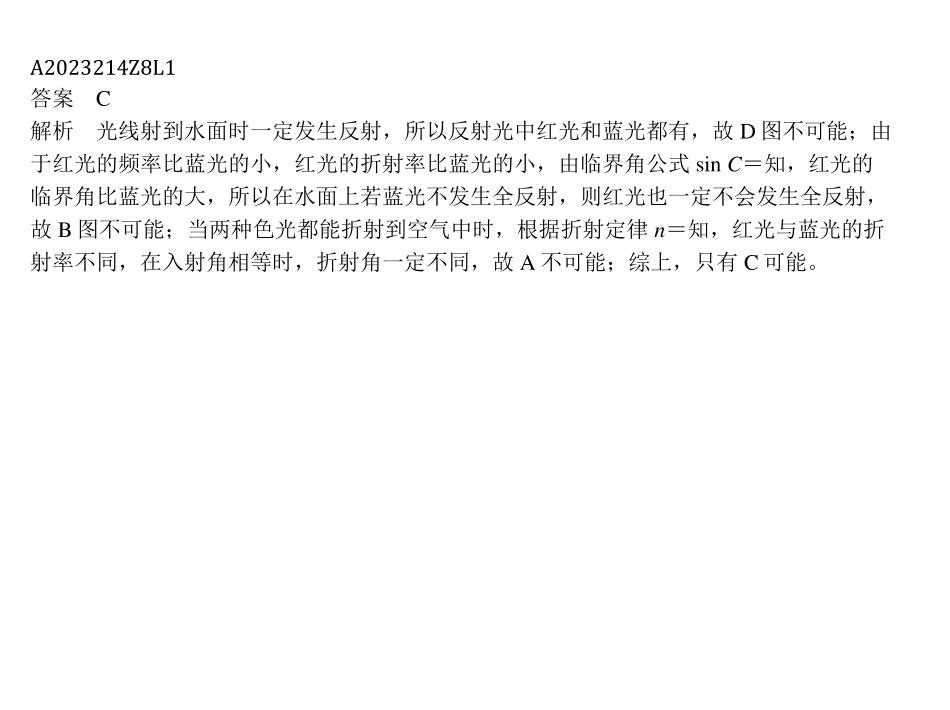 A2023214Z8L1
答案　C
解析　光线射到水面时一定发生反射，所以反射光中红光和蓝光都有，故 D 图不可能；由
于红光的频率比蓝光的小，红光的折射率比蓝光的小，由临界角公式 sin C＝知，红光的
临界角比蓝光的大，所以在水面上若蓝光不发生全反射，则红光也一定不会发生全反射，
故 B 图不可能；当两种色光都能折射到空气中时，根据折射定律 n＝知，红光与蓝光的折
射率不同，在入射角相等时，折射角一定不同，故 A 不可能；综上，只有 C 可能。